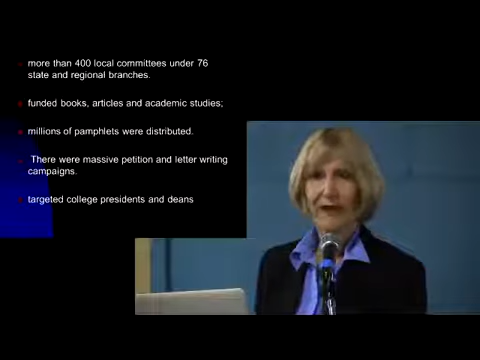 more than 400 local committees under 76
state and regional branches.
funded books, articles and academic studies;
millions of pamphlets were distributed.
There were massive petition and letter writing
campaigns.
targeted college presidents and deans